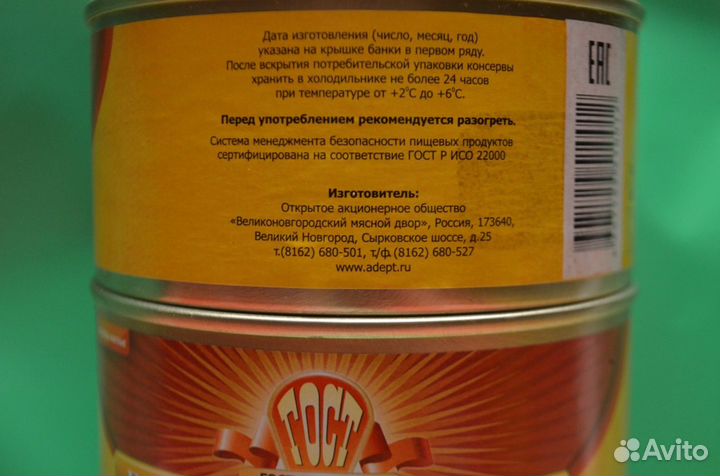 Дата изготовления (число, месяц, год)
указана на крышке банки в первом ряду.
После вскрытия потребительской упаковки консервы
хранить в холодильнике не более 24 часов
при температуре от +2°С до +6°С.
Перед употреблением рекомендуется разогреть.
Система менеджмента безопасности пищевых продуктов
сертифицирована на соответствие ГОСТ Р ИСО 22000
Изготовитель:
Открытое акционерное общество
«Великоновгородский мясной двор», Россия, 173640,
Великий Новгород, Сырковское шоссе, д.25
т.(8162) 680-501, т/ф.(8162) 680-527
www.adept.ru
ЕАС
ГОСТ
Avito